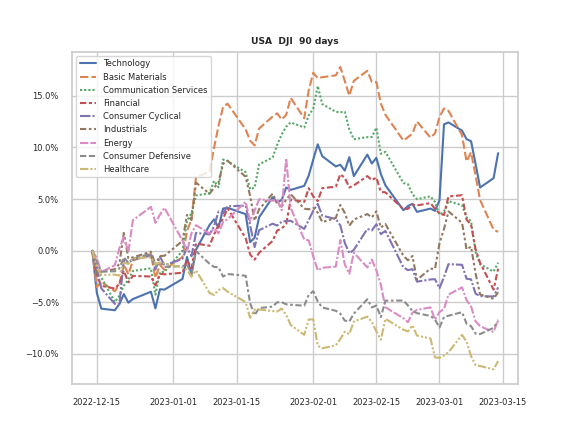 USA DJI 90 days
Technology
Basic Materials
Communication Services
Financial
Consumer Cyclical
Industrials
Energy
Consumer Defensive
Healthcare
15.0%
10.0%
5.0%
0.0%
−5.0%
−10.0%
2022-12-15
2023-01-01
2023-01-15
2023-02-01
2023-02-15
2023-03-01
2023-03-15